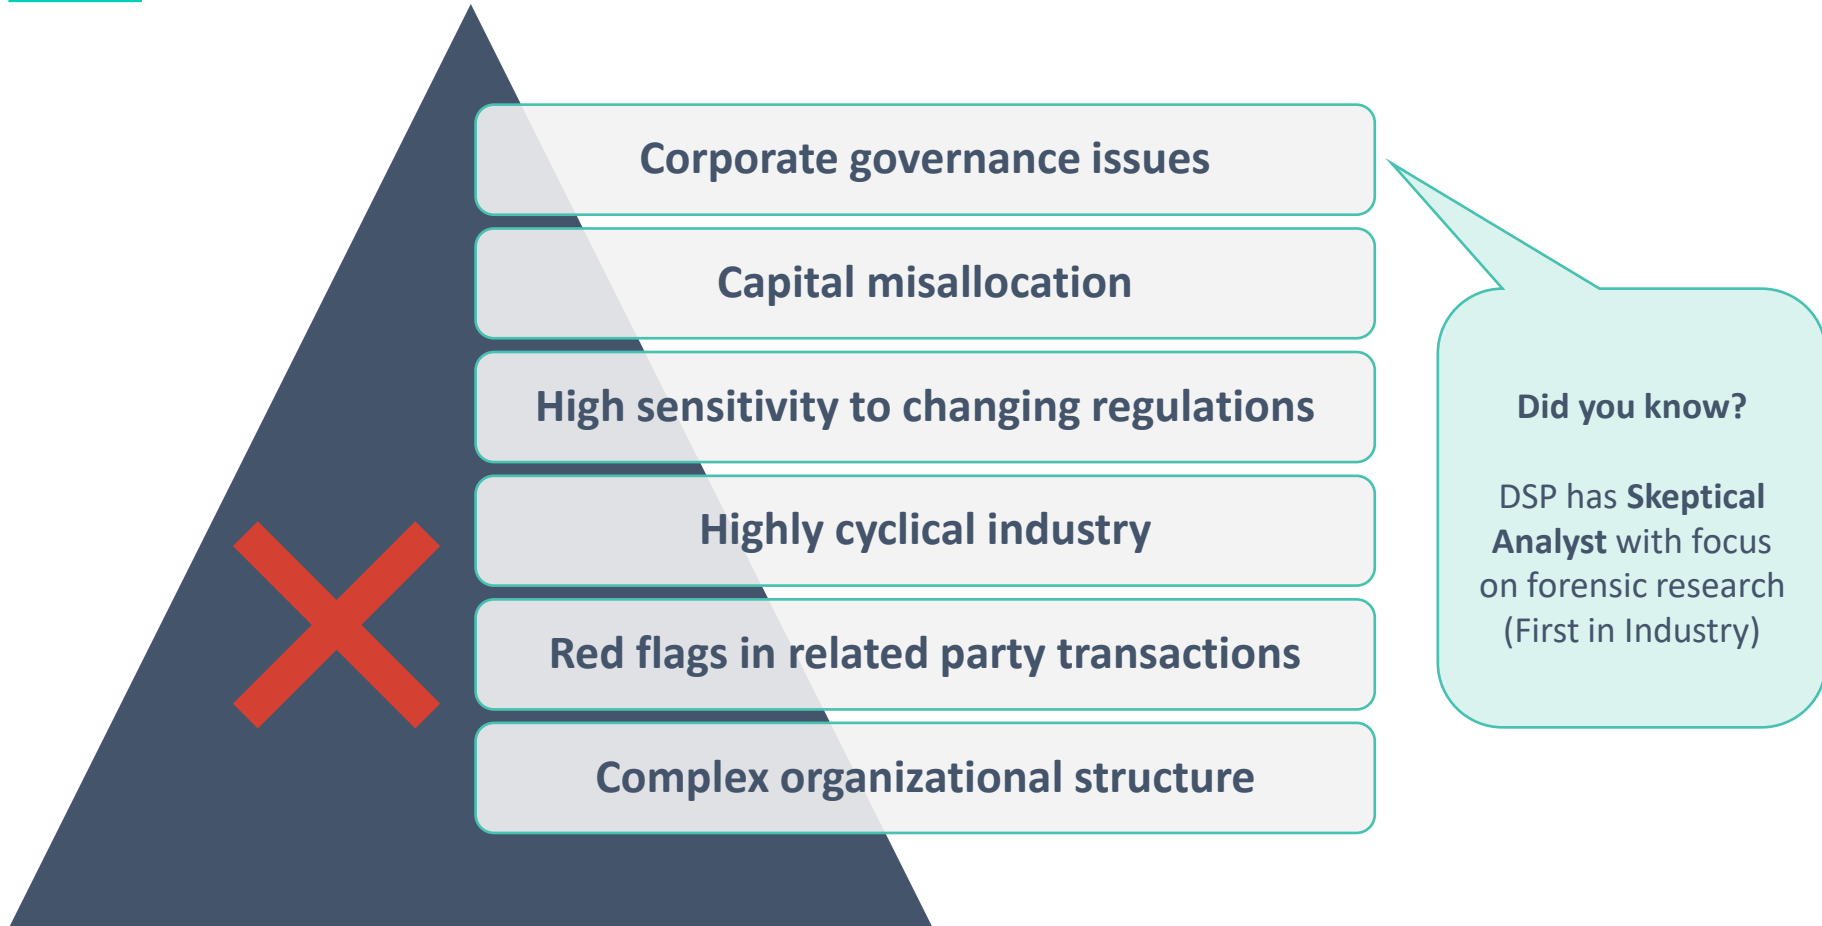 Corporate governance issues
Capital misallocation
High sensitivity to changing regulations
Highly cyclical industry
Red flags in related party transactions
Complex organizational structure
Did you know?
DSP has Skeptical
Analyst with focus
on forensic research
(First in Industry)